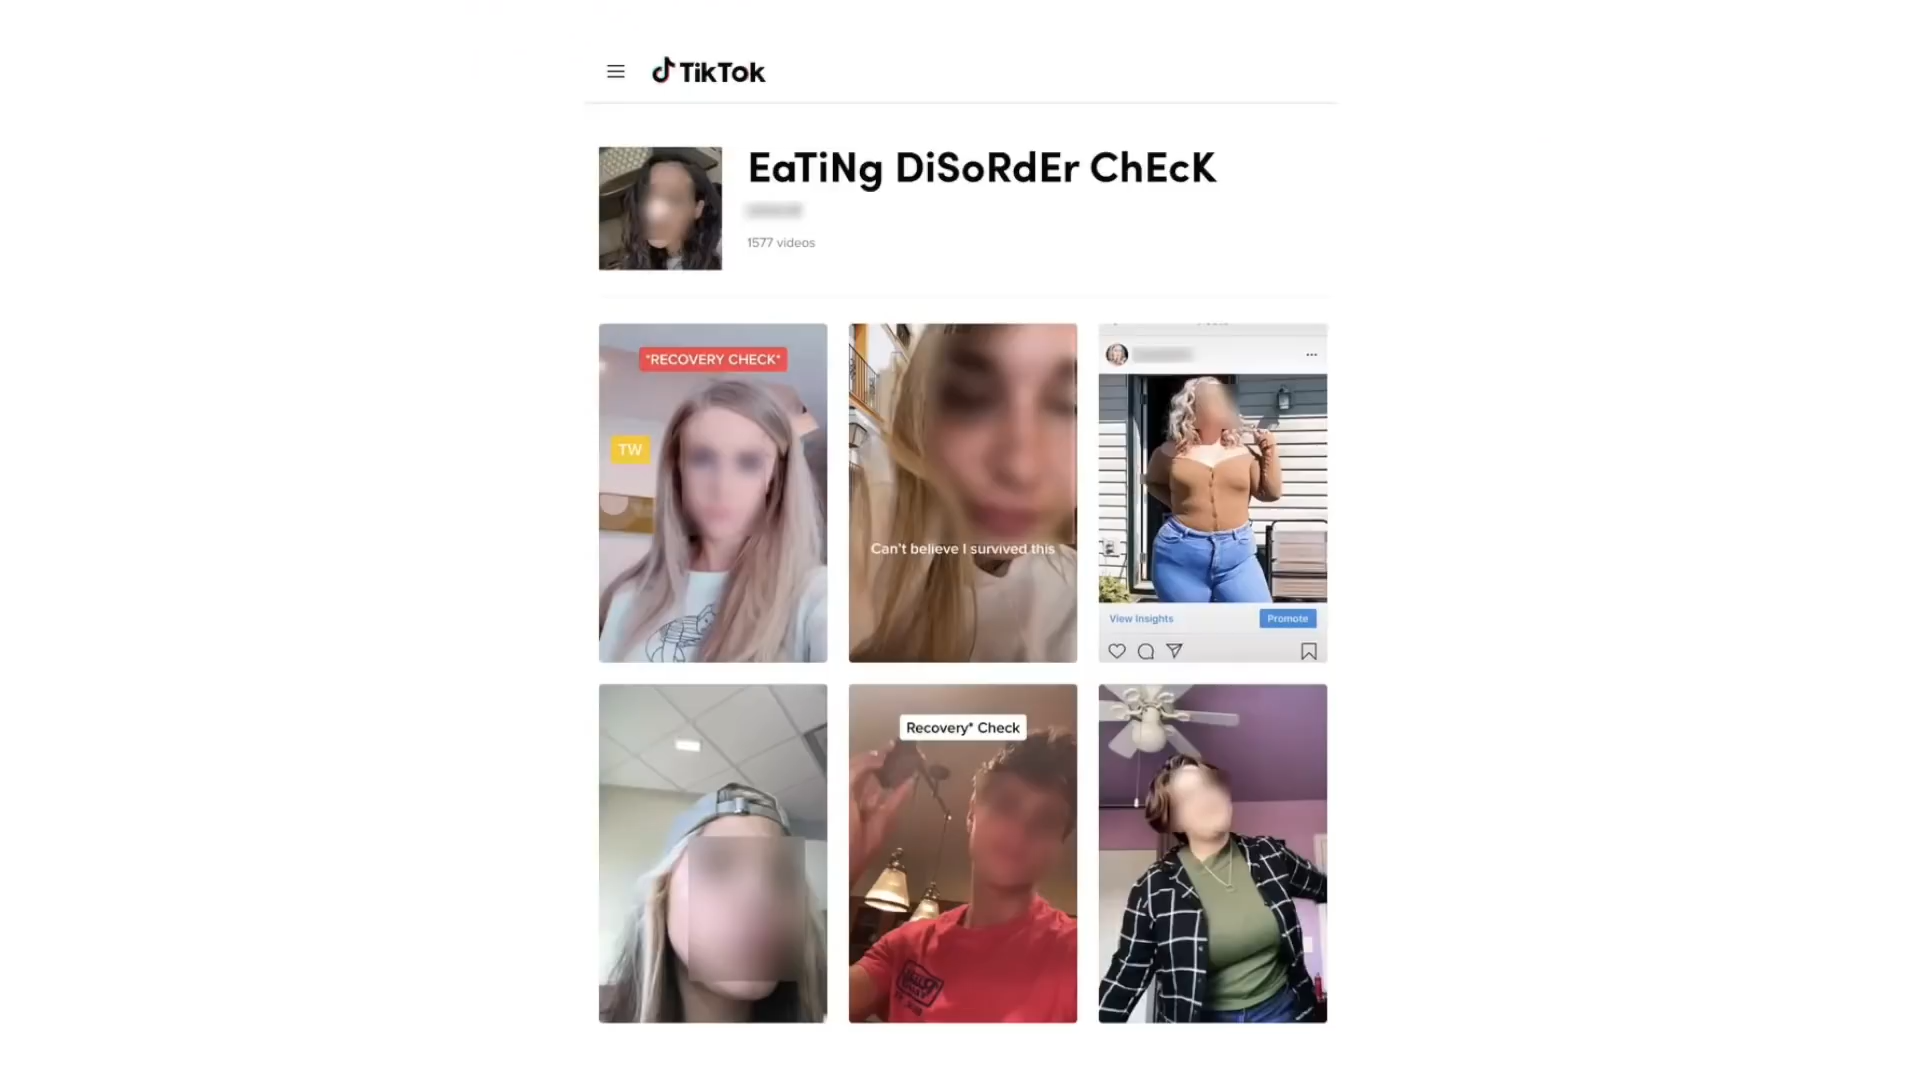 TikTok
EaTiNg DiSoRdEr ChEcK
1577 videos
*RECOVERY CHECK*
TW
Can't believe I survived this
View Insights
Promote
Recovery* Check